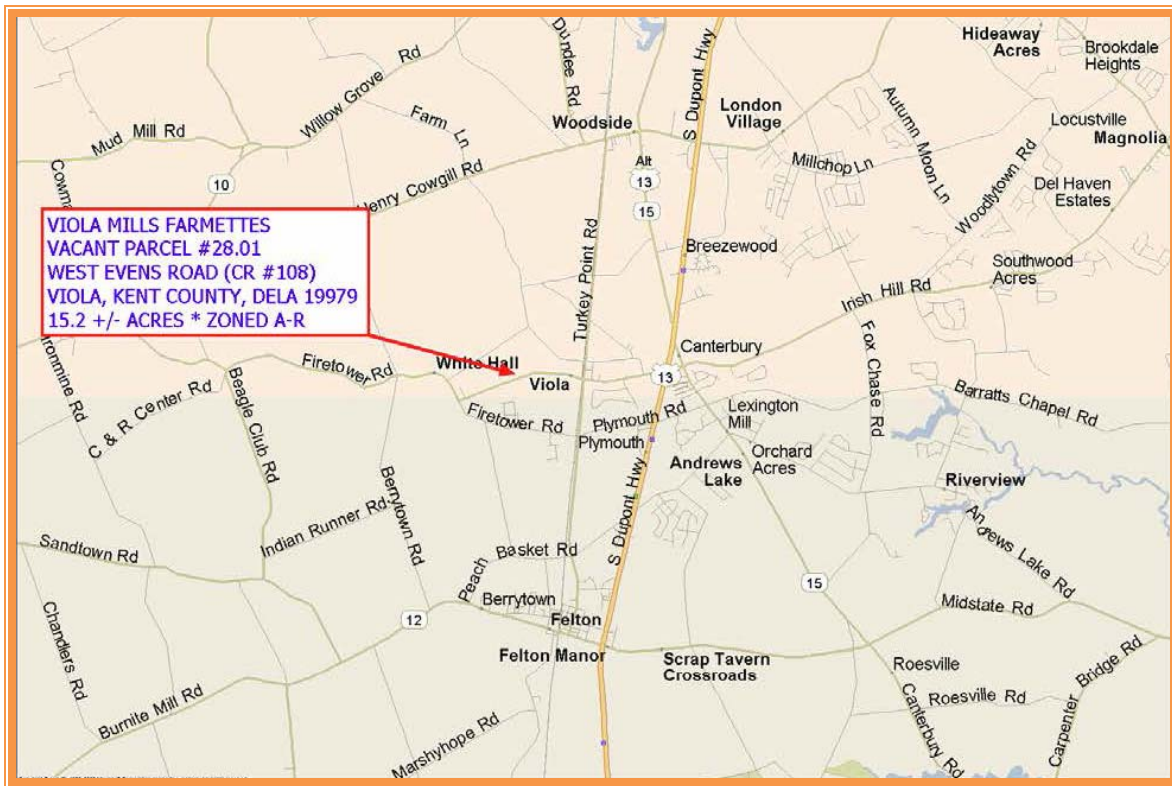 Hideaway
Acres
Brookdale
Heights
Dundee Rd
Willow Grove Rd
Farm Ln
S Dupont Hwy
London
Village
Autumn Moon Ln
Locustville
Magnolia
Mud Mill Rd
Woodside
Millchop Ln
Woodlytown Rd
Del Haven
Estates
10
Henry Cowgill Rd
Alt
13
15
VIOLA MILLS FARMETTES
VACANT PARCEL #28.01
WEST EVENS ROAD (CR #108)
VIOLA, KENT COUNTY, DELA 19979
15.2 +/- ACRES * ZONED A-R
Turkey Point Rd
Breezewood
Southwood
Acres
Irish Hill Rd
Fox Chase Rd
Canterbury
Firetower Rd
White Hall
Viola
13
C & R Center Rd
Beagle Club Rd
Firetower Rd
Plymouth Rd
Plymouth
Lexington
Mill
Barratts Chapel Rd
Andrews
Lake
Orchard
Acres
Riverview
Berrytown Rd
Indian Runner Rd
Sandtown Rd
S Dupont Hwy
Andrews Lake Rd
Peach Basket Rd
15
Midstate Rd
Berrytown
12
Felton
Felton Manor
Scrap Tavern
Crossroads
Chandlers Rd
Roesville
Roesville Rd
Carpenter Bridge Rd
Canterbury Rd
Burnite Mill Rd
Marshyhope Rd